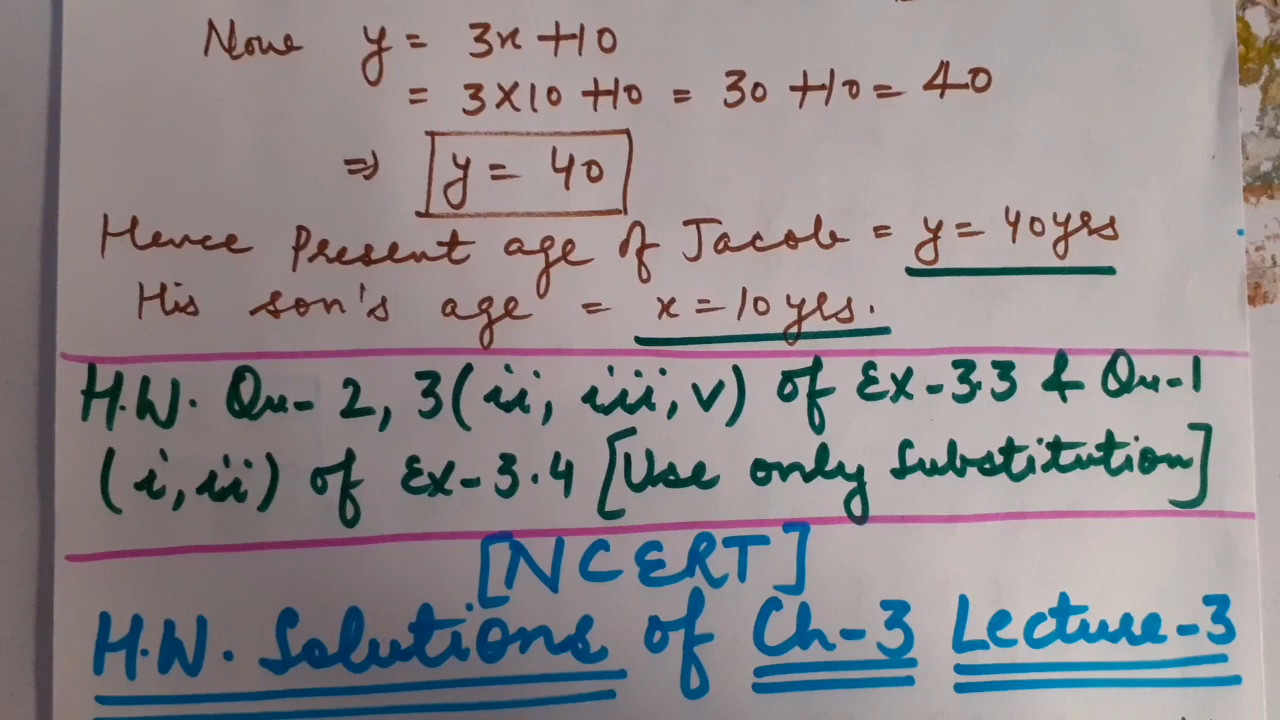 Now y = 3x + 10
= 3×10 + 10 = 30 + 10 = 40
⇒ y = 40
Hence Present age of Jacob = y = 40 yrs
His son's age = x = 10 yrs.
H.W. Qu- 2, 3(ii, iii, v) of Ex-3.3 & Qu-1
(i, ii) of Ex-3.4 [Use only Substitution]
[NCERT]
H.W. Solutions of Ch-3 Lecture-3